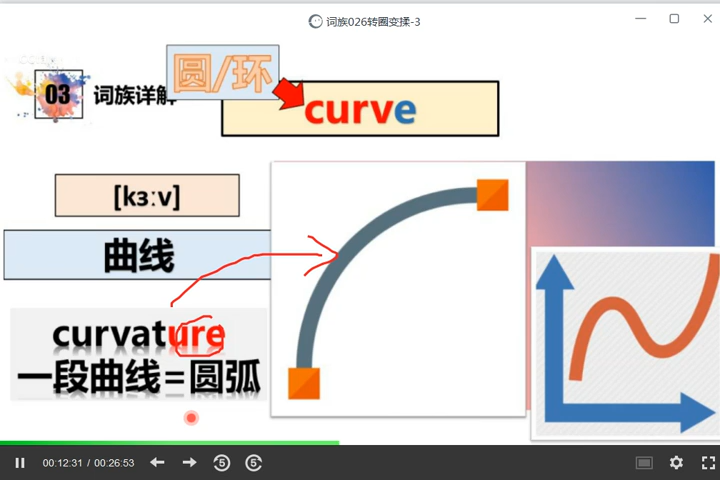 词族026转圈变揉-3
圆/环
03
词族详解
curve
[kɜːv]
曲线
curvature
一段曲线=圆弧
00:12:31 / 00:26:53
5
5